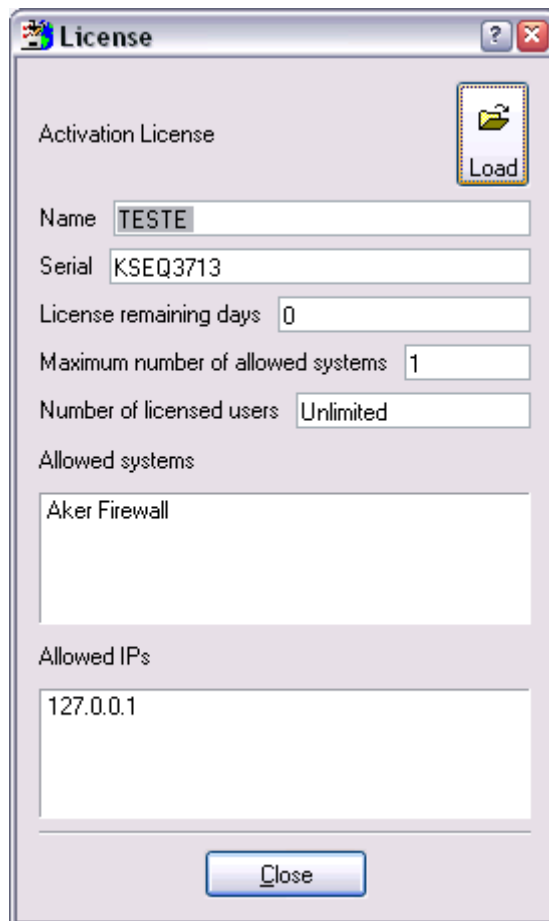 License
?
X
Activation License
Load
Name TESTE
Serial KSEQ3713
License remaining days 0
Maximum number of allowed systems 1
Number of licensed users Unlimited
Allowed systems
Aker Firewall
Allowed IPs
127.0.0.1
Close